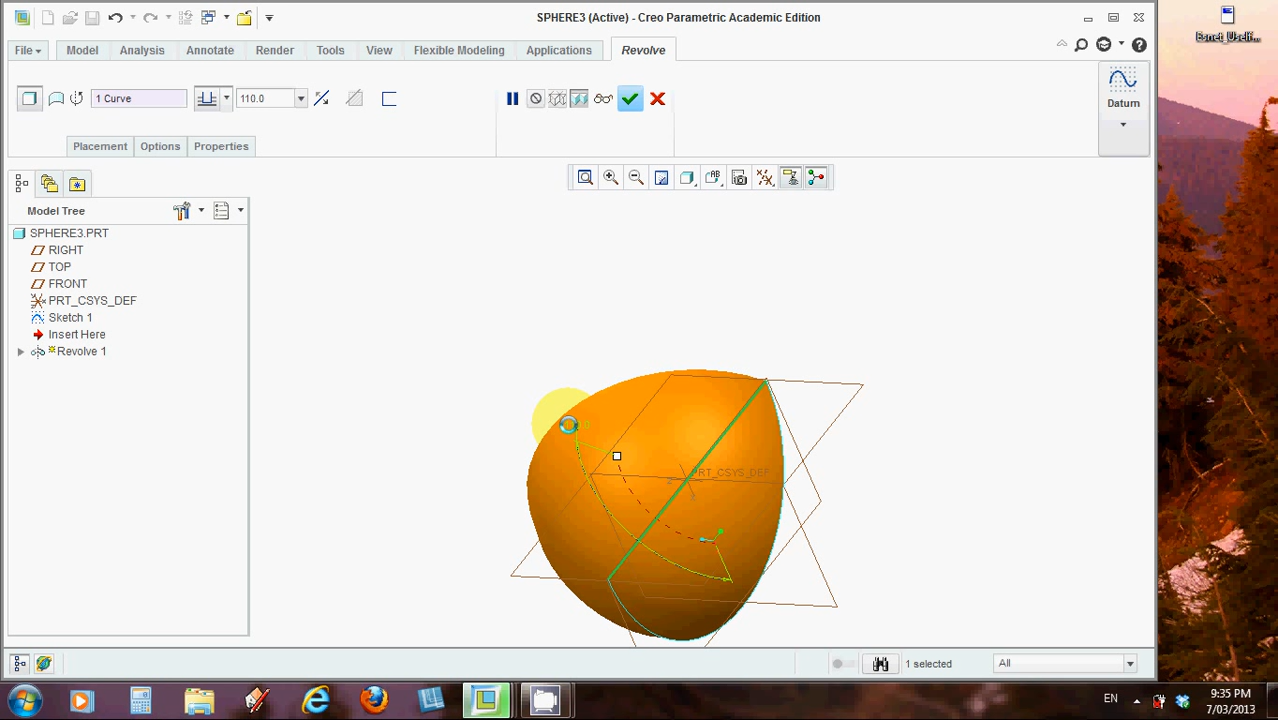 SPHERE3 (Active) - Creo Parametric Academic Edition
File
Model
Analysis
Annotate
Render
Tools
View
Flexible Modeling
Applications
Revolve
1 Curve
110.0
Datum
Placement
Options
Properties
Model Tree
SPHERE3.PRT
RIGHT
TOP
FRONT
PRT_CSYS_DEF
Sketch 1
Insert Here
Revolve 1
PRT_CSYS_DEF
1 selected
All
EN
9:35 PM
7/03/2013